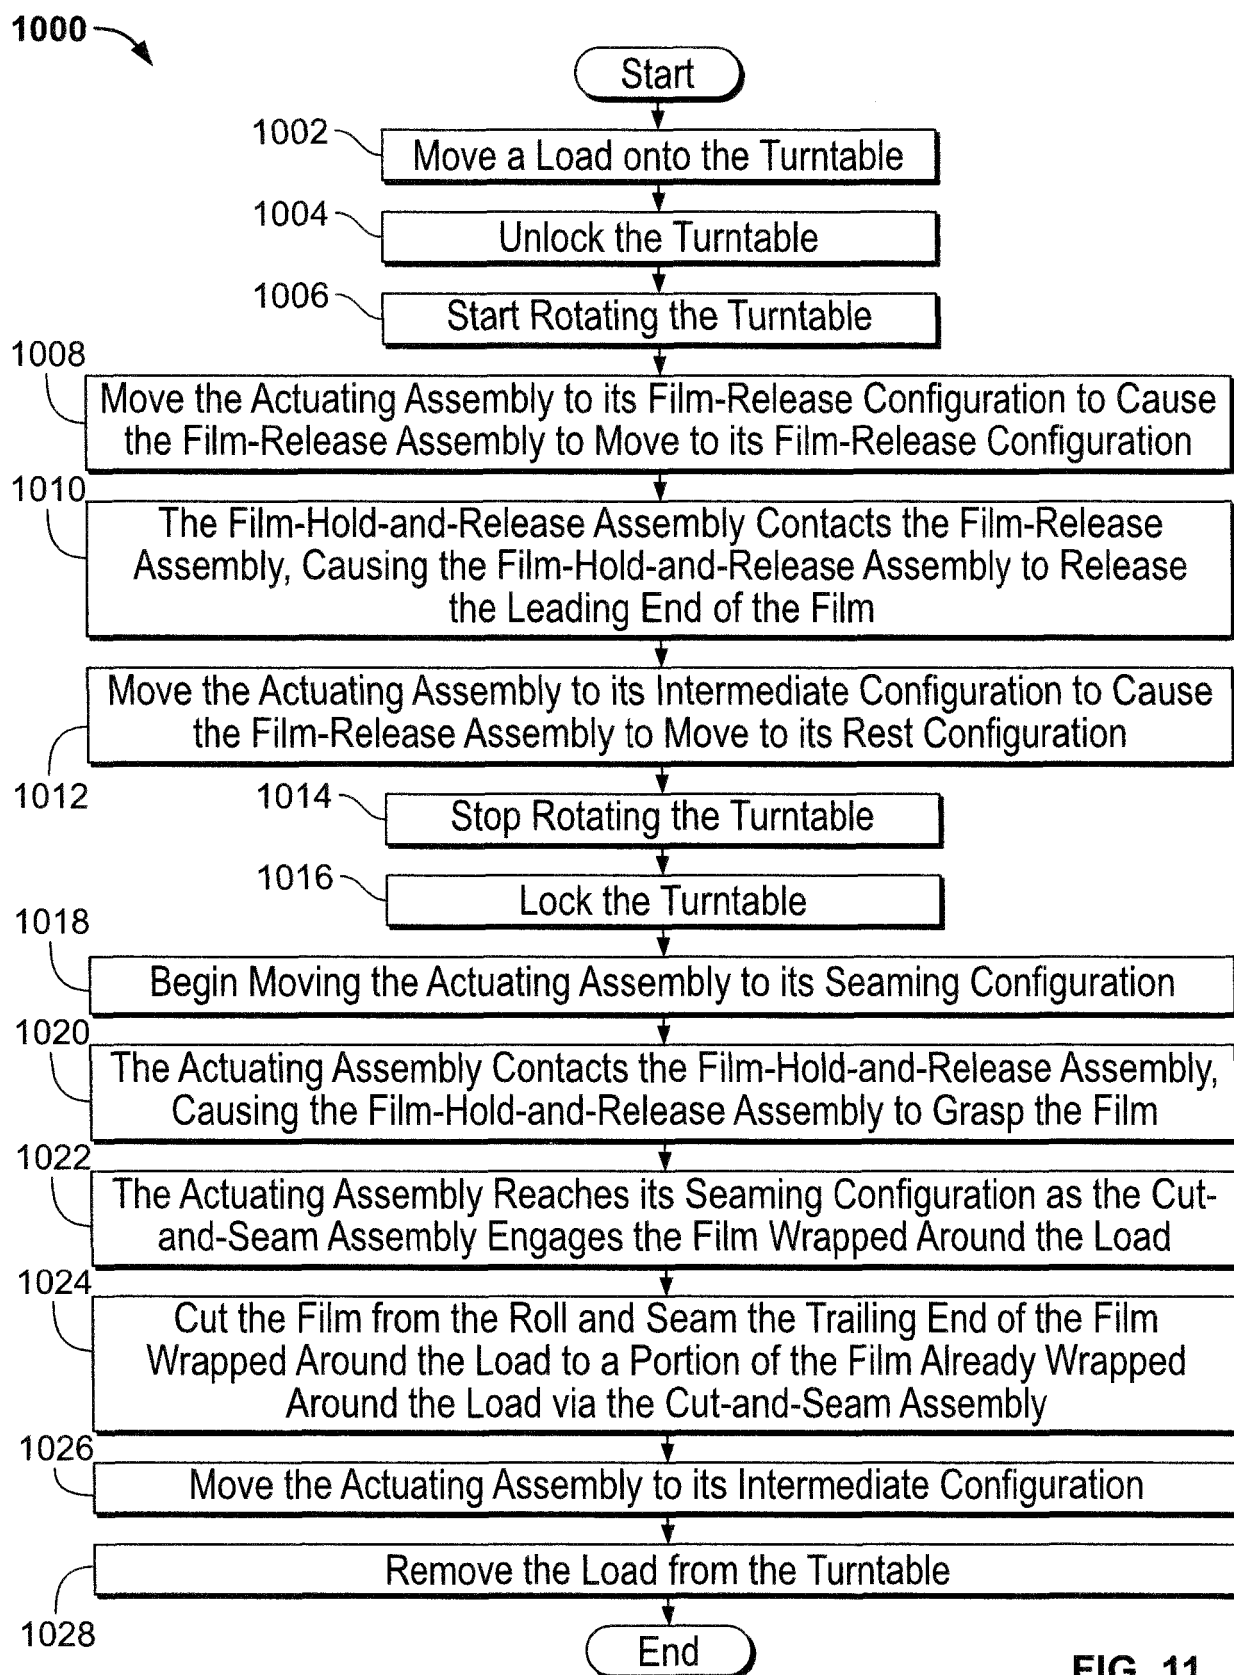 1000
Start
1002
Move a Load onto the Turntable
1004
Unlock the Turntable
1006
Start Rotating the Turntable
1008
Move the Actuating Assembly to its Film-Release Configuration to Cause
the Film-Release Assembly to Move to its Film-Release Configuration
1010
The Film-Hold-and-Release Assembly Contacts the Film-Release
Assembly, Causing the Film-Hold-and-Release Assembly to Release
the Leading End of the Film
Move the Actuating Assembly to its Intermediate Configuration to Cause
the Film-Release Assembly to Move to its Rest Configuration
1012
1014
Stop Rotating the Turntable
1016
Lock the Turntable
1018
Begin Moving the Actuating Assembly to its Seaming Configuration
1020
The Actuating Assembly Contacts the Film-Hold-and-Release Assembly,
Causing the Film-Hold-and-Release Assembly to Grasp the Film
1022
The Actuating Assembly Reaches its Seaming Configuration as the Cut-
and-Seam Assembly Engages the Film Wrapped Around the Load
1024
Cut the Film from the Roll and Seam the Trailing End of the Film
Wrapped Around the Load to a Portion of the Film Already Wrapped
Around the Load via the Cut-and-Seam Assembly
1026
Move the Actuating Assembly to its Intermediate Configuration
Remove the Load from the Turntable
1028
End
FIG. 11